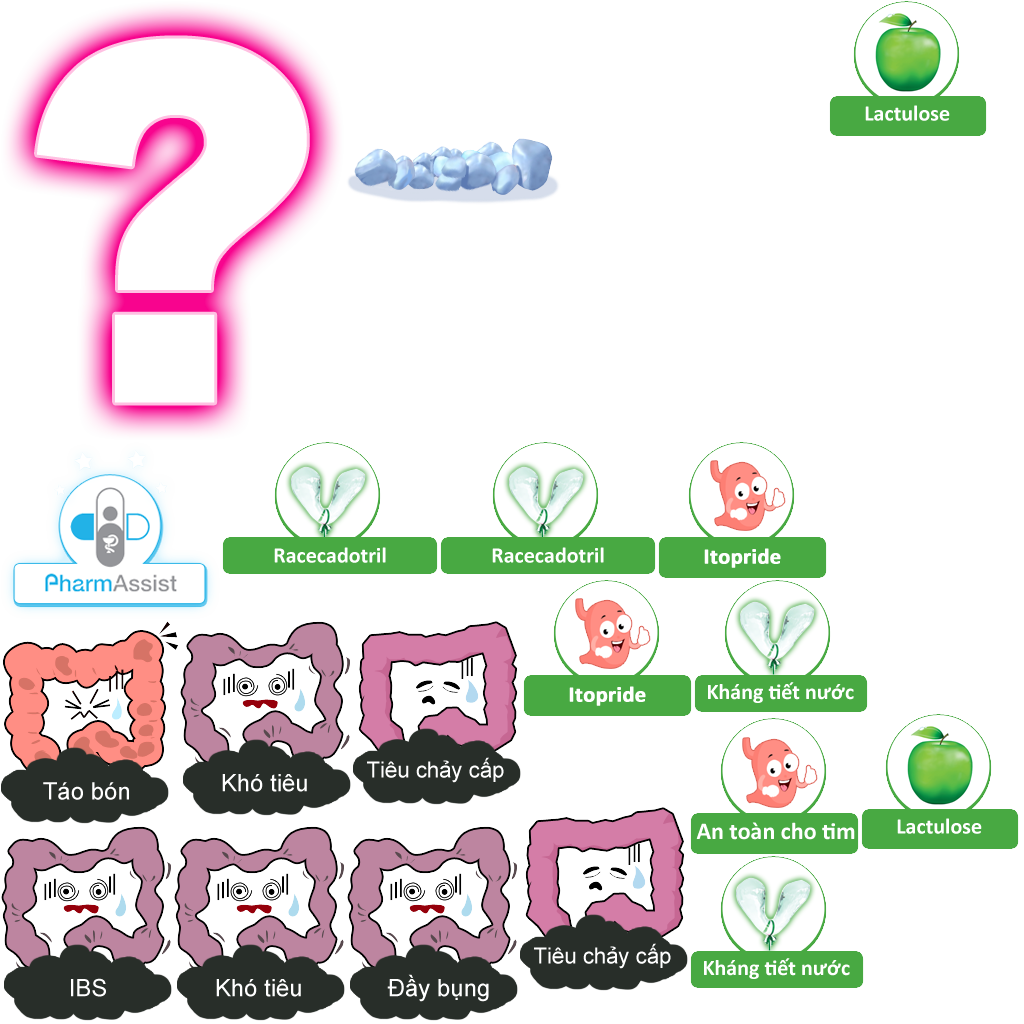 Lactulose
PharmAssist
Racecadotril
Racecadotril
Itopride
Itopride
Kháng tiết nước
Táo bón
Khó tiêu
Tiêu chảy cấp
An toàn cho tim
Lactulose
IBS
Khó tiêu
Đầy bụng
Tiêu chảy cấp
Kháng tiết nước